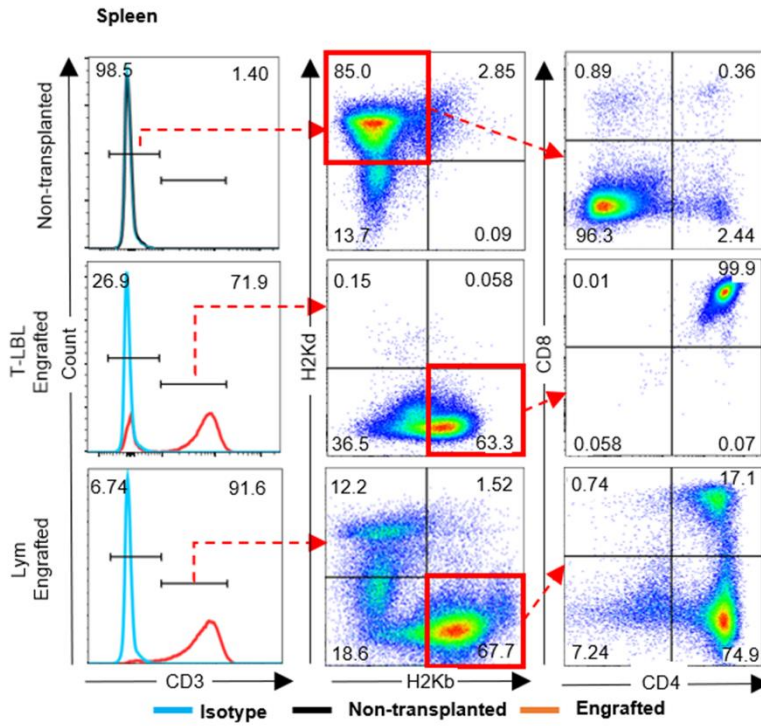 Spleen
98.5 1.40
85.0 2.85
0.89 0.36
Non-transplanted
13.7 0.09
96.3 2.44
26.9 71.9
0.15 0.058
0.01 99.9
T-LBL
Engrafted
Count
H2Kd
CD8
36.5 63.3
0.058 0.07
6.74 91.6
12.2 1.52
0.74 17.1
Lym
Engrafted
18.6 67.7
7.24 74.9
CD3 H2Kb CD4
Isotype Non-transplanted Engrafted